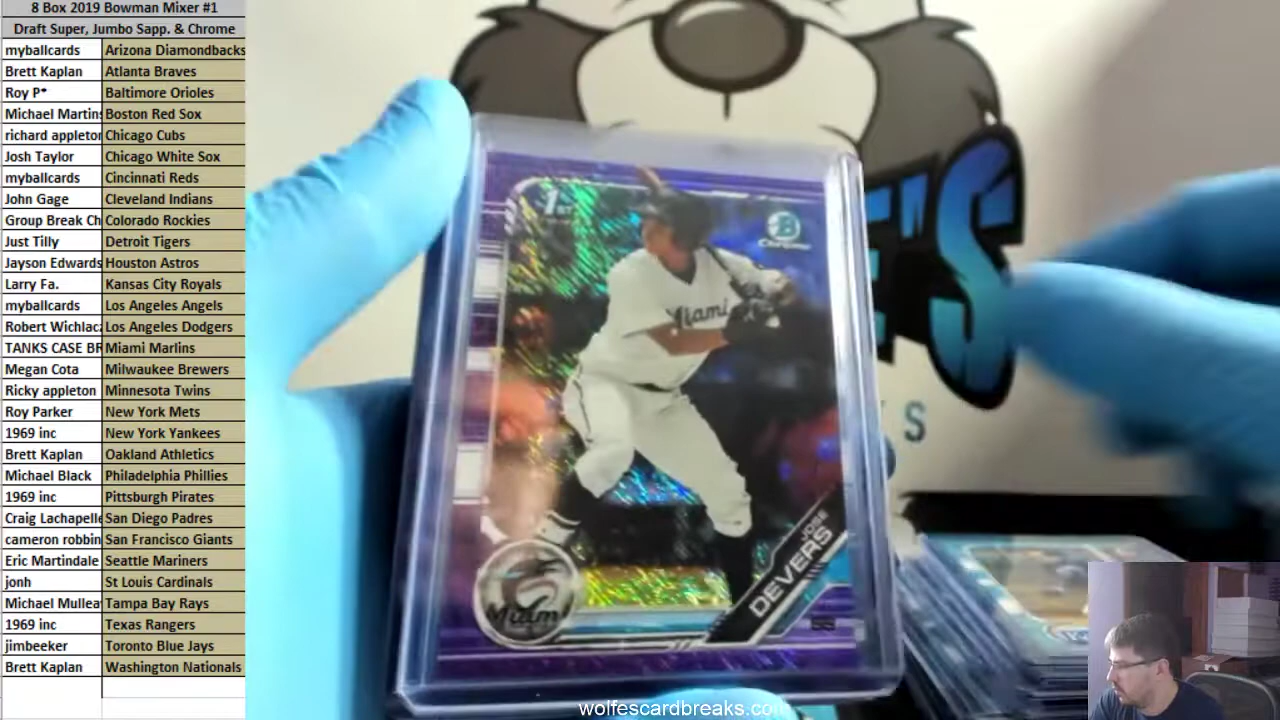 8 Box 2019 Bowman Mixer #1
Draft Super, Jumbo Sapp. & Chrome
myballcards Arizona Diamondbacks
Brett Kaplan Atlanta Braves
Roy P* Baltimore Orioles
Michael Martins Boston Red Sox
richard appleton Chicago Cubs
Josh Taylor Chicago White Sox
myballcards Cincinnati Reds
John Gage Cleveland Indians
Group Break Ch Colorado Rockies
Just Tilly Detroit Tigers
Jayson Edwards Houston Astros
Larry Fa. Kansas City Royals
myballcards Los Angeles Angels
Robert Wichlac Los Angeles Dodgers
TANKS CASE BR Miami Marlins
Megan Cota Milwaukee Brewers
Ricky appleton Minnesota Twins
Roy Parker New York Mets
1969 inc New York Yankees
Brett Kaplan Oakland Athletics
Michael Black Philadelphia Phillies
1969 inc Pittsburgh Pirates
Craig Lachapelle San Diego Padres
cameron robbin San Francisco Giants
Eric Martindale Seattle Mariners
jonh St Louis Cardinals
Michael Mullea Tampa Bay Rays
1969 inc Texas Rangers
jimbeeker Toronto Blue Jays
Brett Kaplan Washington Nationals
1ST
B
Chrome
Miami
JOSE
DEVERS
Miami
E'S
S
wolfescardbreaks.com